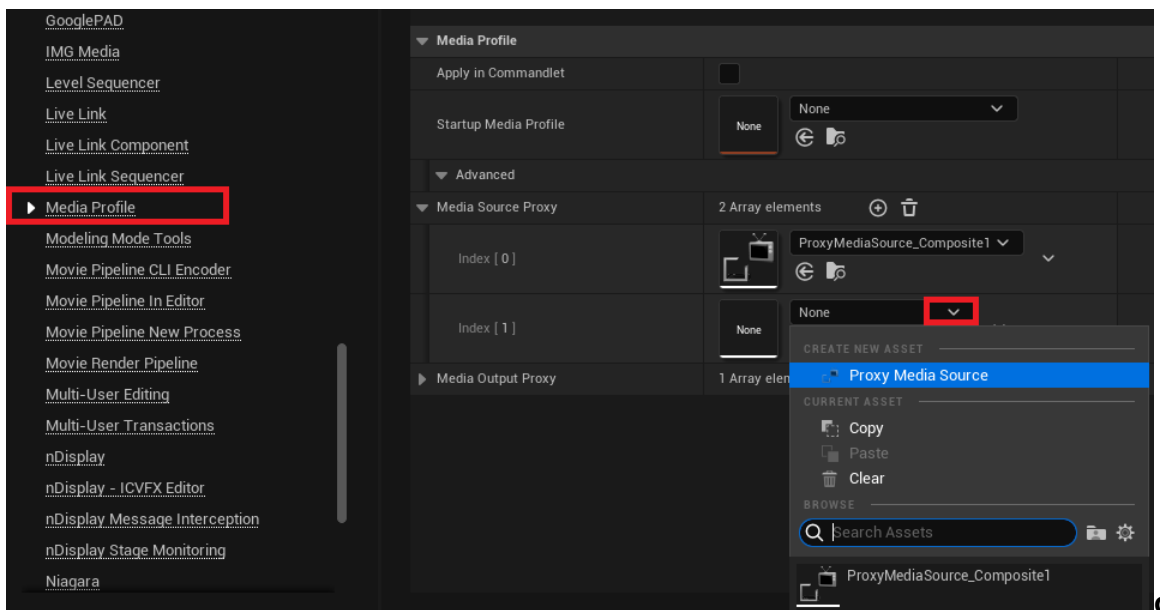 GooglePAD
IMG Media
Level Sequencer
Live Link
Live Link Component
Live Link Sequencer
Media Profile
Modeling Mode Tools
Movie Pipeline CLI Encoder
Movie Pipeline In Editor
Movie Pipeline New Process
Movie Render Pipeline
Multi-User Editing
Multi-User Transactions
nDisplay
nDisplay - ICVFX Editor
nDisplay Message Interception
nDisplay Stage Monitoring
Niagara
Media Profile
Apply in Commandlet
Startup Media Profile
None
None
Advanced
Media Source Proxy
2 Array elements
Index [ 0 ]
ProxyMediaSource_Composite1
Index [ 1 ]
None
None
Media Output Proxy
1 Array elen
CREATE NEW ASSET
Proxy Media Source
CURRENT ASSET
Copy
Paste
Clear
BROWSE
Search Assets
ProxyMediaSource_Composite1